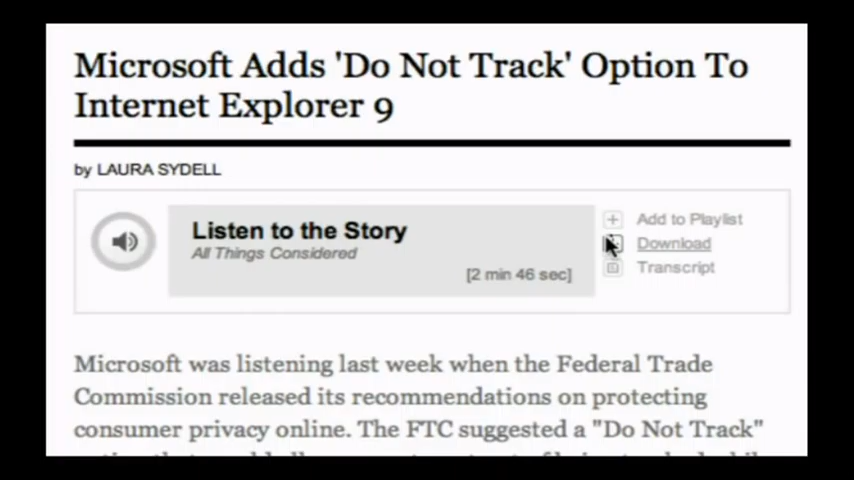 Microsoft Adds 'Do Not Track' Option To
Internet Explorer 9
by LAURA SYDELL
Listen to the Story
All Things Considered
[2 min 46 sec]
Add to Playlist
Download
Transcript
Microsoft was listening last week when the Federal Trade
Commission released its recommendations on protecting
consumer privacy online. The FTC suggested a "Do Not Track"